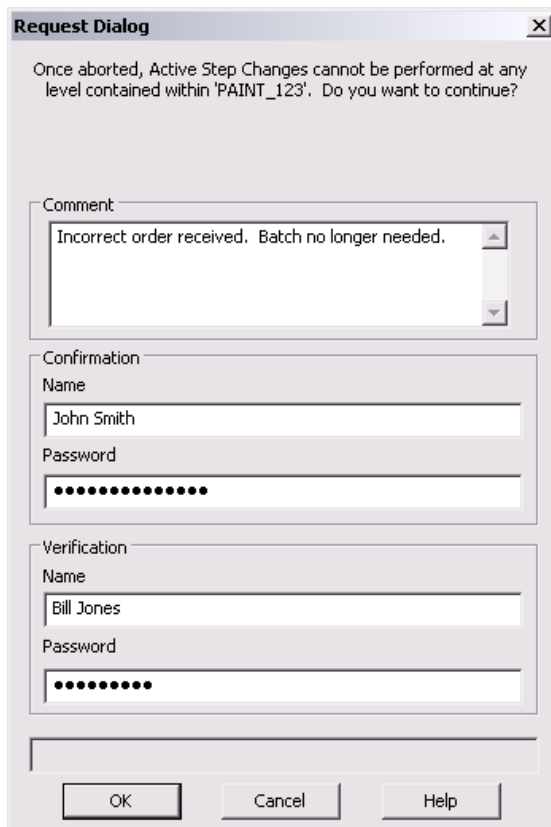 Request Dialog
Once aborted, Active Step Changes cannot be performed at any
level contained within 'PAINT_123'.  Do you want to continue?
Comment
Incorrect order received.  Batch no longer needed.
Confirmation
Name
John Smith
Password
●●●●●●●●●●●●●●
Verification
Name
Bill Jones
Password
●●●●●●●●●
OK
Cancel
Help